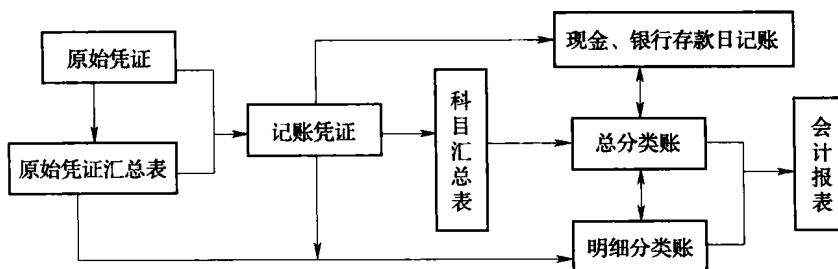 原始凭证
原始凭证汇总表
记账凭证
科目汇总表
现金、银行存款日记账
总分类账
明细分类账
会计报表